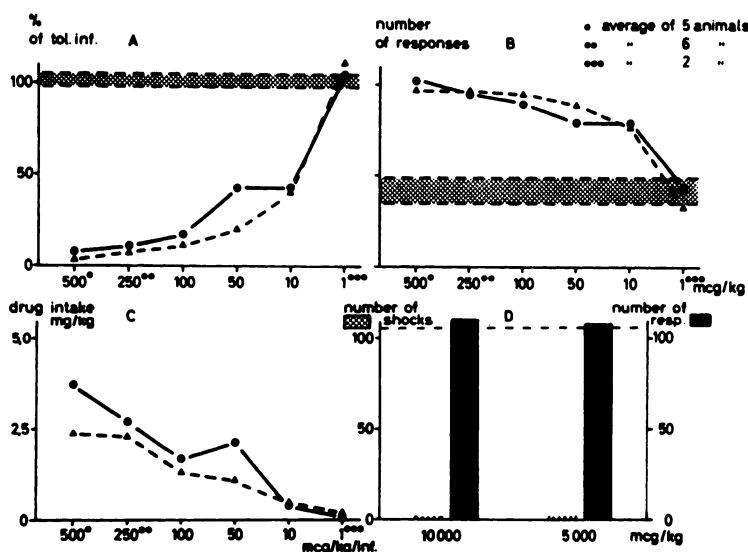 %
of tol. inf. A
100
50
0
500° 250°° 100 50 10 1°°°
number
of responses B
• average of 5 animals
•• " 6 "
••• " 2 "
500° 250°° 100 50 10 1°°° mcg/kg
drug intake C
mg/kg
5,0
2,5
0
500° 250°° 100 50 10 1°°°
mcg/kg/inf.
number of D number of
shocks resp.
100 100
50 50
0 0
10 000 5 000 mcg/kg